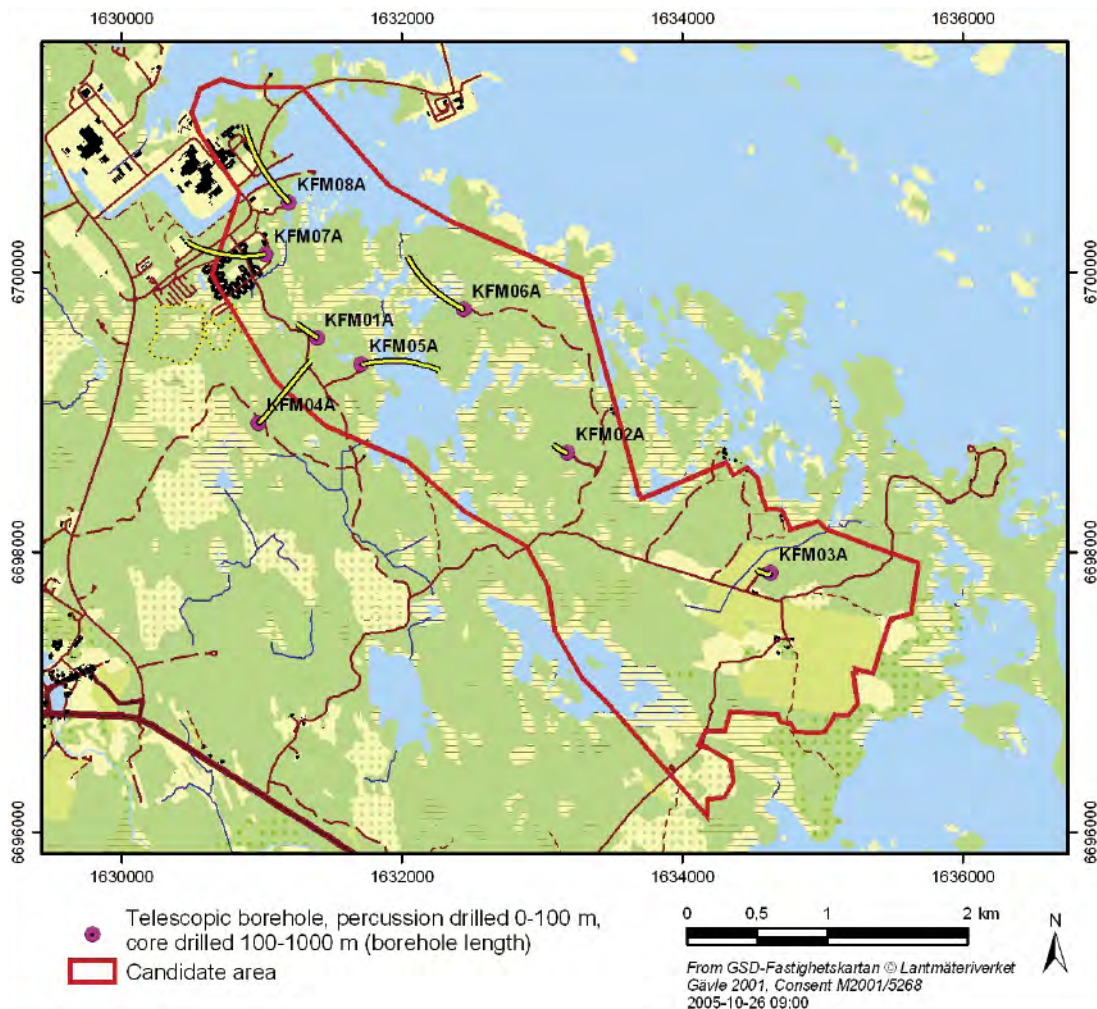 1630000 1632000 1634000 1636000
KFM08A
KFM07A
6700000 6700000
KFM06A
KFM01A
KFM05A
KFM04A
KFM02A
6698000 6698000
KFM03A
6696000 6696000
1630000 1632000 1634000 1636000
Telescopic borehole, percussion drilled 0-100 m,
core drilled 100-1000 m (borehole length)
Candidate area
0 0,5 1 2 km
N
From GSD-Fastighetskartan © Lantmäteriverket
Gävle 2001, Consent M2001/5268
2005-10-26 09:00